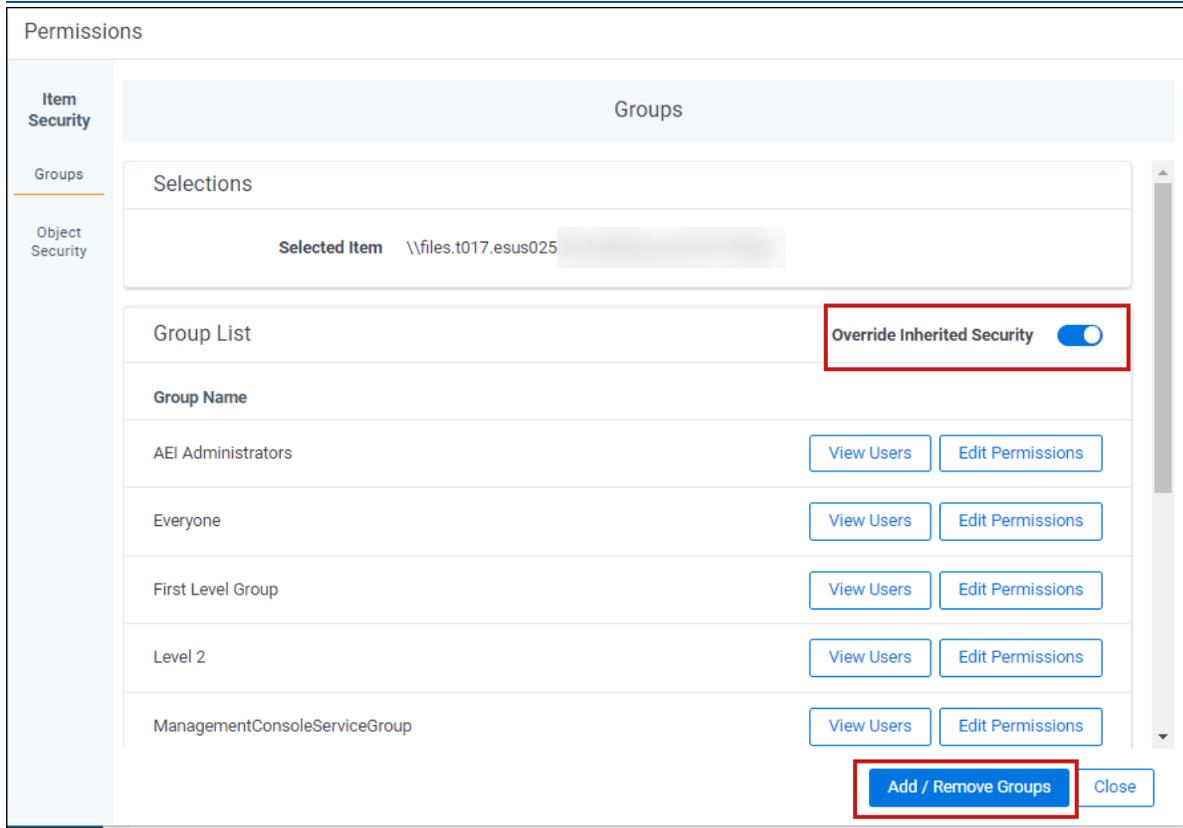 Permissions
Item
Security
Groups
Object
Security
Groups
Selections
Selected Item \\files.t017.esus025
Group List Override Inherited Security
Group Name
AEI Administrators View Users Edit Permissions
Everyone View Users Edit Permissions
First Level Group View Users Edit Permissions
Level 2 View Users Edit Permissions
ManagementConsoleServiceGroup View Users Edit Permissions
Add / Remove Groups Close